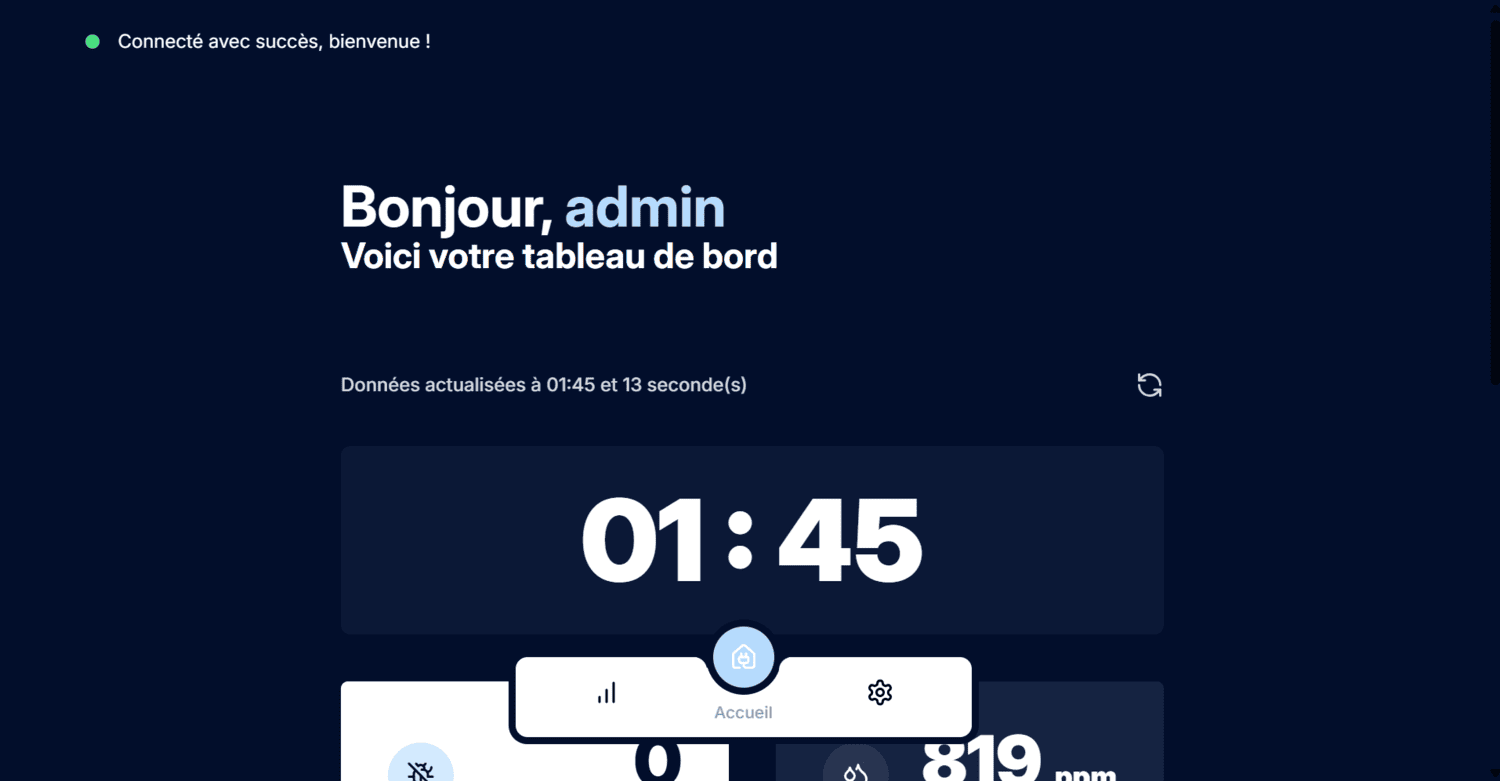 Connecté avec succès, bienvenue !
Bonjour, admin
Voici votre tableau de bord
Données actualisées à 01:45 et 13 seconde(s)
01 : 45
Accueil
0
819 ppm